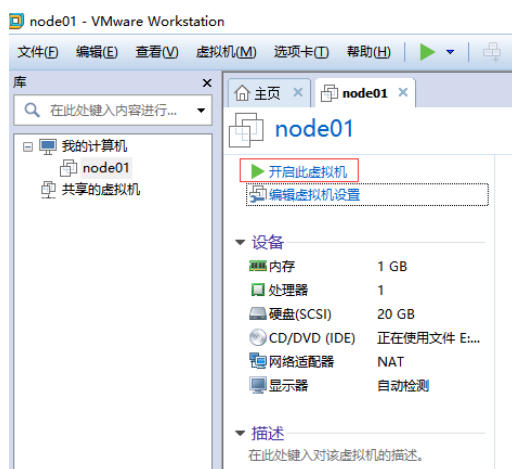 node01 - VMware Workstation
文件(F) 编辑(E) 查看(V) 虚拟机(M) 选项卡(T) 帮助(H)
库
在此处键入内容进行...
我的计算机
node01
共享的虚拟机
主页 node01
node01
开启此虚拟机
编辑虚拟机设置
设备
内存 1 GB
处理器 1
硬盘(SCSI) 20 GB
CD/DVD (IDE) 正在使用文件 E:...
网络适配器 NAT
显示器 自动检测
描述
在此处键入对该虚拟机的描述。